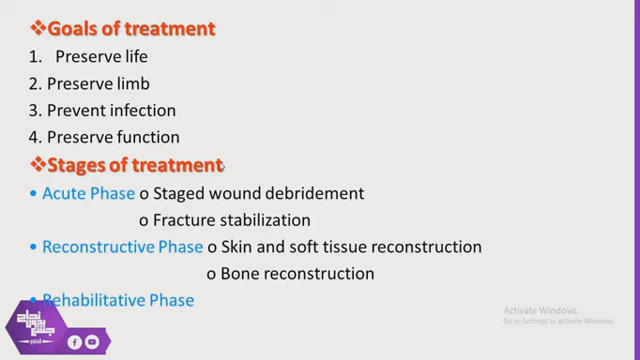 ❖Goals of treatment
1. Preserve life
2. Preserve limb
3. Prevent infection
4. Preserve function
❖Stages of treatment
• Acute Phase o Staged wound debridement
o Fracture stabilization
• Reconstructive Phase o Skin and soft tissue reconstruction
o Bone reconstruction
• Rehabilitative Phase
Activate Windows
Go to Settings to activate Windows.